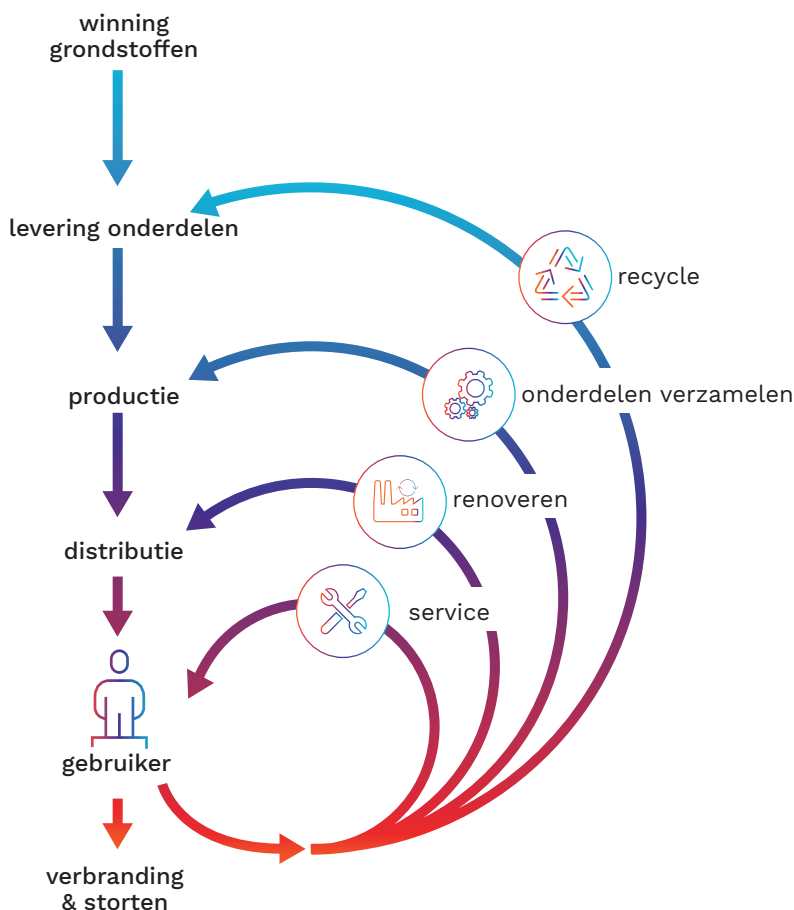 winning
grondstoffen
levering onderdelen
recycle
productie
onderdelen verzamelen
renoveren
distributie
service
gebruiker
verbranding
& storten